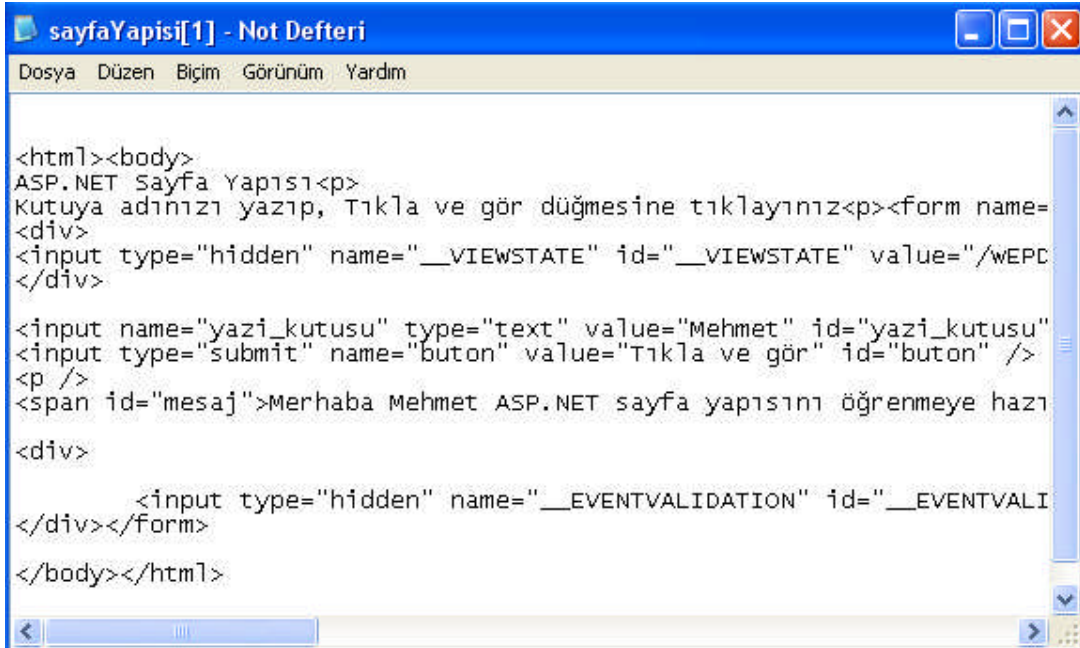 sayfaYapisi[1] - Not Defteri
Dosya Düzen Biçim Görünüm Yardım
<html><body>
ASP.NET Sayfa Yapısı<p>
Kutuya adınızı yazıp, Tıkla ve gör düğmesine tıklayınız<p><form name=
<div>
<input type="hidden" name="__VIEWSTATE" id="__VIEWSTATE" value="/wEPD
</div>
<input name="yazi_kutusu" type="text" value="Mehmet" id="yazi_kutusu"
<input type="submit" name="buton" value="Tıkla ve gör" id="buton" />
<p />
<span id="mesaj">Merhaba Mehmet ASP.NET sayfa yapısını öğrenmeye hazı
<div>
<input type="hidden" name="__EVENTVALIDATION" id="__EVENTVALI
</div></form>
</body></html>